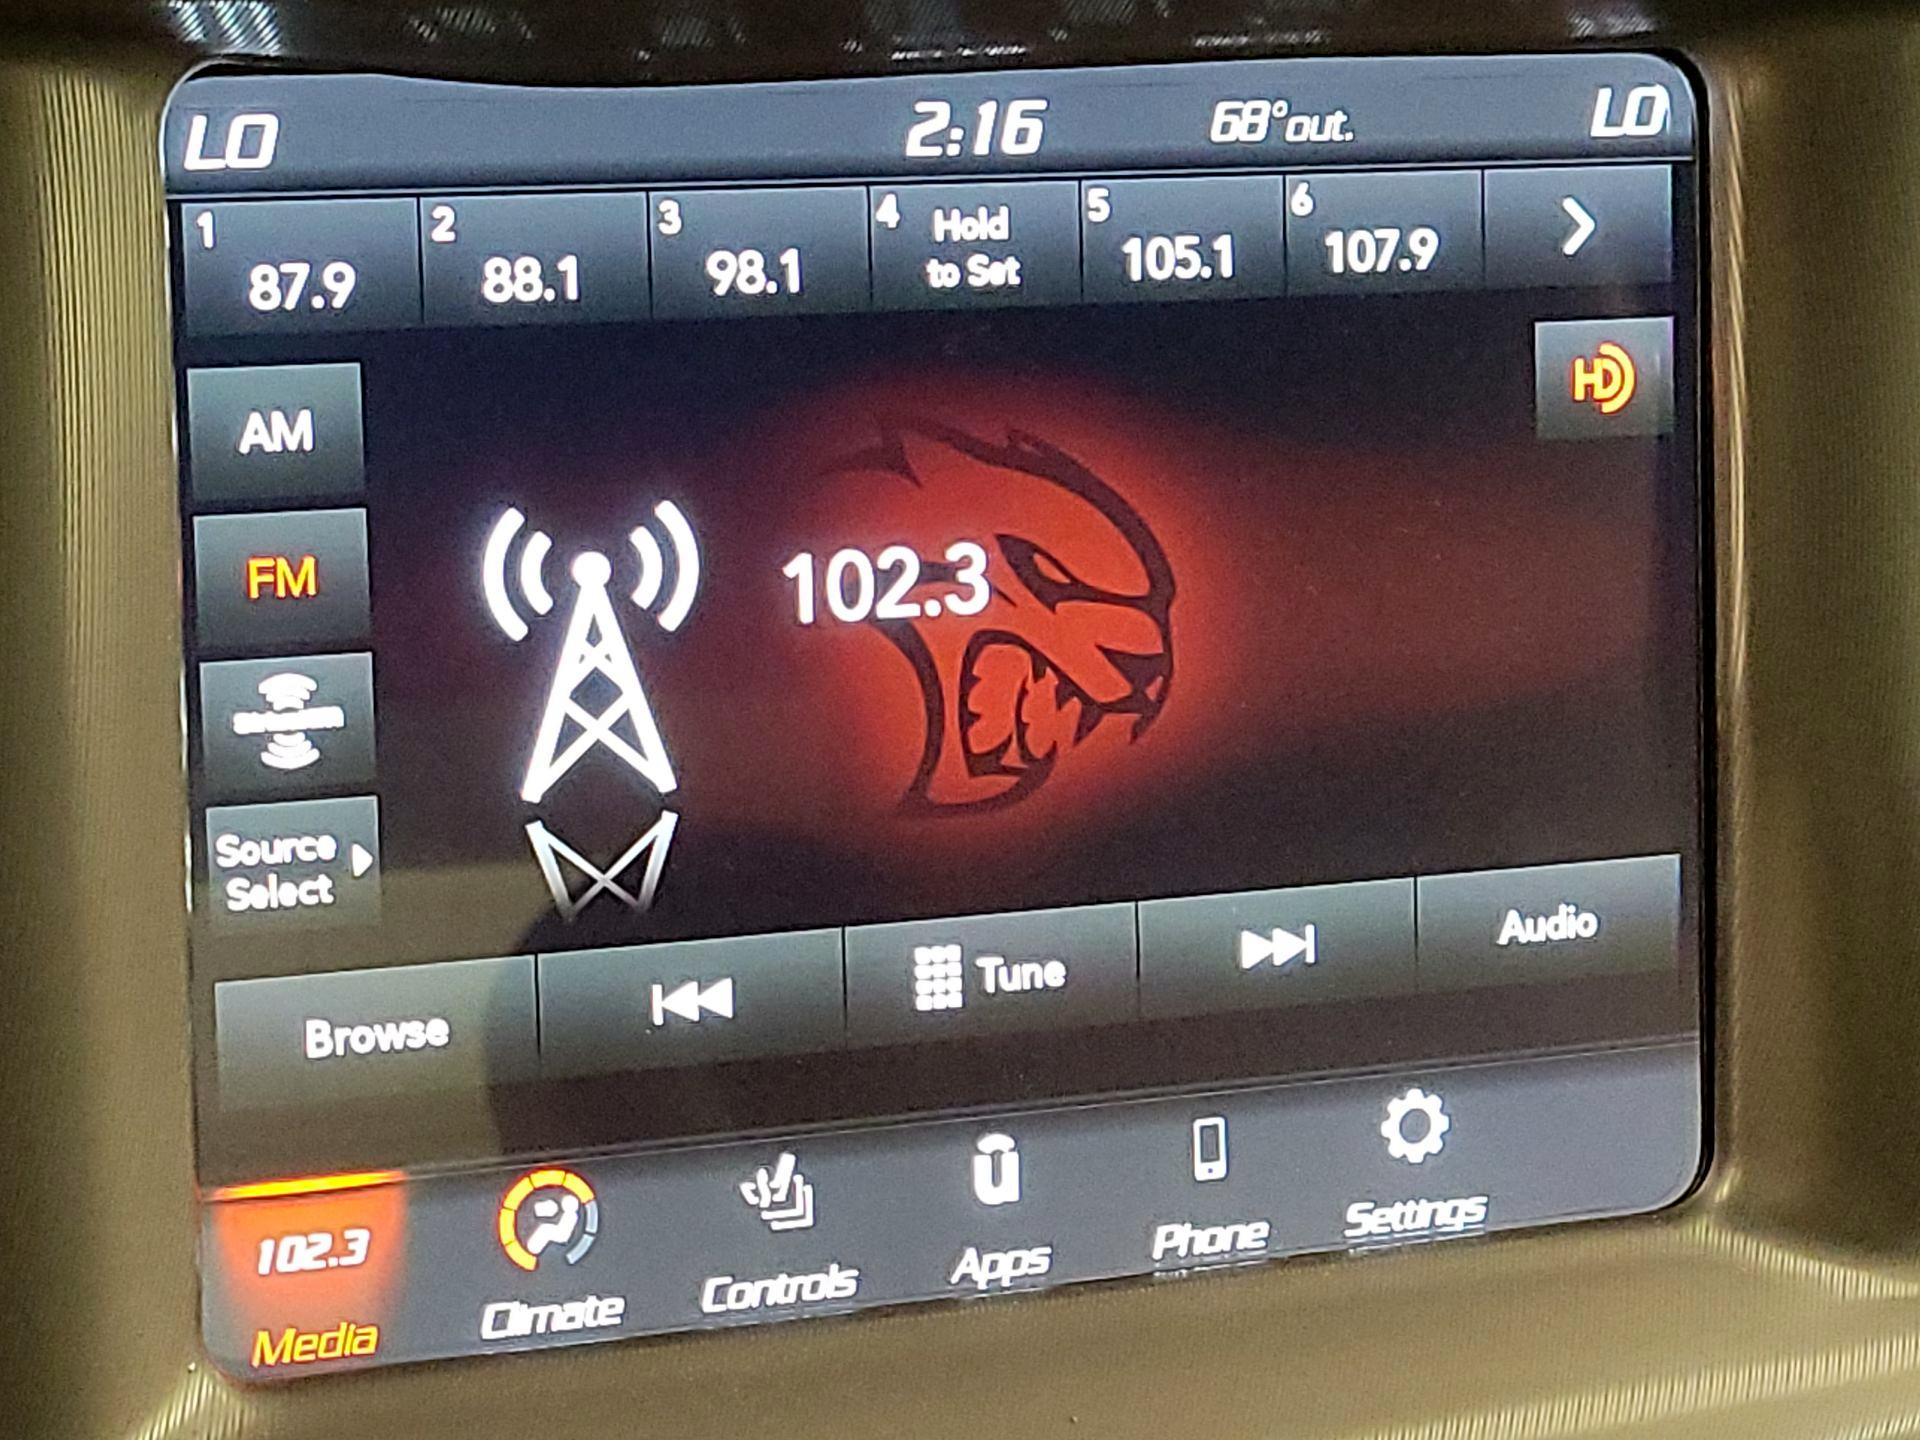 LO 2:16 68°out. LO
1 2 3 4 Hold 5 6
87.9 88.1 98.1 to Set 105.1 107.9
HD
AM
FM
102.3
Source
Select
Browse Tune Audio
102.3
Media Climate Controls Apps Phone Settings